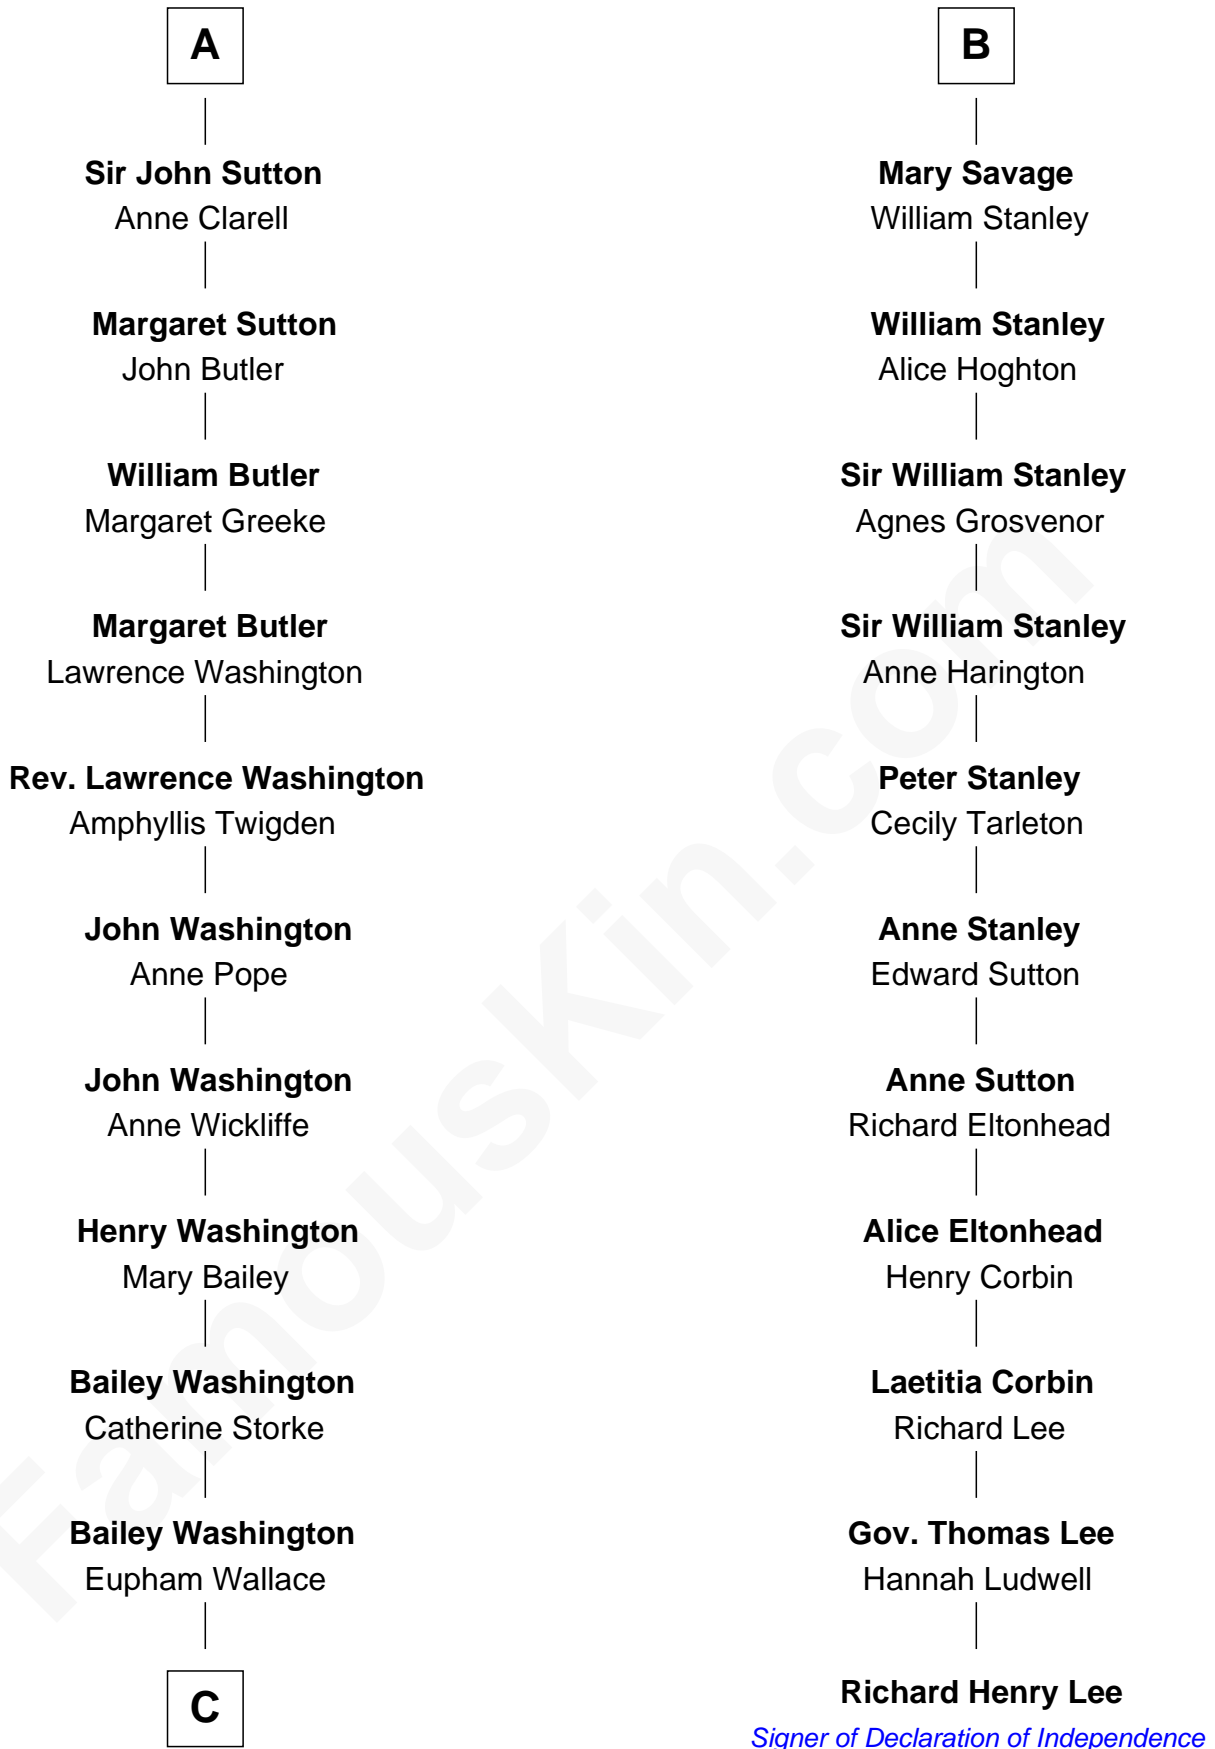 A
Sir John Sutton
Anne Clarell
Margaret Sutton
John Butler
William Butler
Margaret Greeke
Margaret Butler
Lawrence Washington
Rev. Lawrence Washington
Amphyllis Twigden
John Washington
Anne Pope
John Washington
Anne Wickliffe
Henry Washington
Mary Bailey
Bailey Washington
Catherine Storke
Bailey Washington
Eupham Wallace
C
B
Mary Savage
William Stanley
William Stanley
Alice Hoghton
Sir William Stanley
Agnes Grosvenor
Sir William Stanley
Anne Harington
Peter Stanley
Cecily Tarleton
Anne Stanley
Edward Sutton
Anne Sutton
Richard Eltonhead
Alice Eltonhead
Henry Corbin
Laetitia Corbin
Richard Lee
Gov. Thomas Lee
Hannah Ludwell
Richard Henry Lee
Signer of Declaration of Independence
FamousKin.com